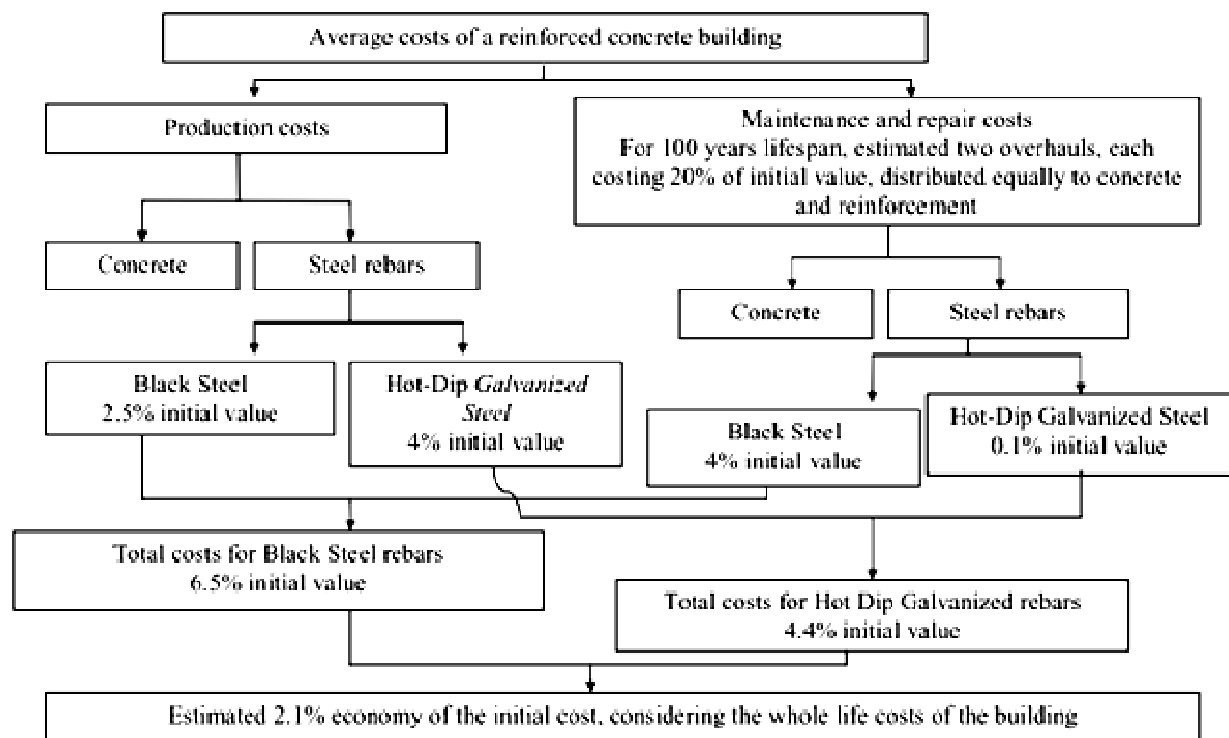 Average costs of a reinforced concrete building
Production costs
Maintenance and repair costs
For 100 years lifespan, estimated two overhauls, each
costing 20% of initial value, distributed equally to concrete
and reinforcement
Concrete
Steel rebars
Concrete
Steel rebars
Black Steel
2.5% initial value
Hot-Dip Galvanized
Steel
4% initial value
Black Steel
4% initial value
Hot-Dip Galvanized Steel
0.1% initial value
Total costs for Black Steel rebars
6.5% initial value
Total costs for Hot Dip Galvanized rebars
4.4% initial value
Estimated 2.1% economy of the initial cost, considering the whole life costs of the building